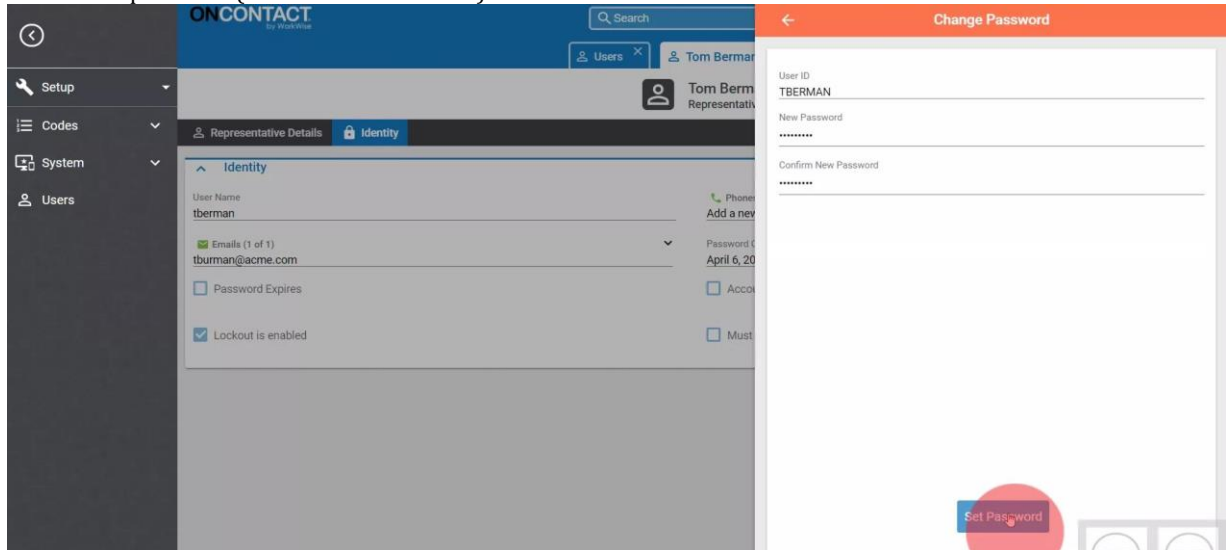 ONCONTACT
by WorkWise
Search
Change Password
Users
Tom Berman
Setup
Codes
System
Users
Tom Berm
Representativ
Representative Details
Identity
Identity
User Name
tberman
Phone
Add a new
Emails (1 of 1)
tburman@acme.com
Password C
April 6, 20
Password Expires
Accou
Lockout is enabled
Must
User ID
TBERMAN
New Password
•••••••••
Confirm New Password
•••••••••
Set Password